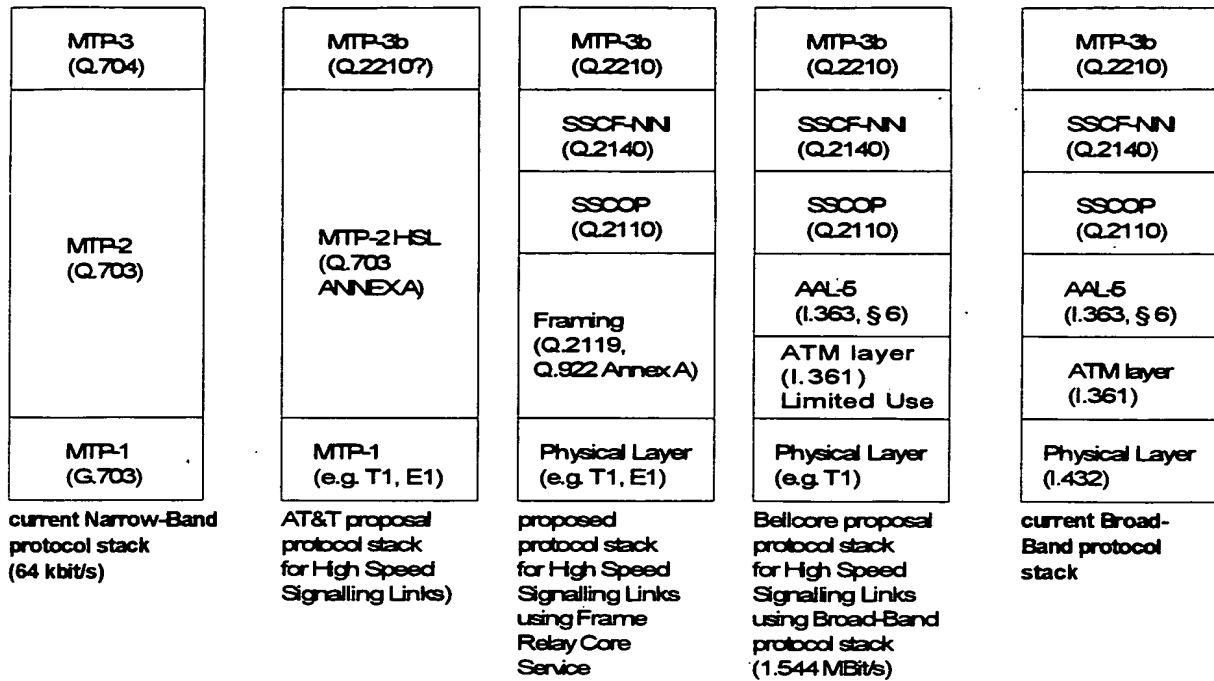 MTP-3
(Q.704)
MTP-2
(Q.703)
MTP-1
(G.703)
current Narrow-Band
protocol stack
(64 kbit/s)
MTP-3b
(Q.2210?)
MTP-2 HSL
(Q.703
ANNEX A)
MTP-1
(e.g. T1, E1)
AT&T proposal
protocol stack
for High Speed
Signalling Links)
MTP-3b
(Q.2210)
SSCF-NNI
(Q.2140)
SSCOP
(Q.2110)
Framing
(Q.2119,
Q.922 Annex A)
Physical Layer
(e.g. T1, E1)
proposed
protocol stack
for High Speed
Signalling Links
using Frame
Relay Core
Service
MTP-3b
(Q.2210)
SSCF-NNI
(Q.2140)
SSCOP
(Q.2110)
AAL-5
(I.363, § 6)
ATM layer
(I.361)
Limited Use
Physical Layer
(e.g. T1)
Bellcore proposal
protocol stack
for High Speed
Signalling Links
using Broad-Band
protocol stack
(1.544 MBit/s)
MTP-3b
(Q.2210)
SSCF-NNI
(Q.2140)
SSCOP
(Q.2110)
AAL-5
(I.363, § 6)
ATM layer
(I.361)
Physical Layer
(I.432)
current Broad-
Band protocol
stack